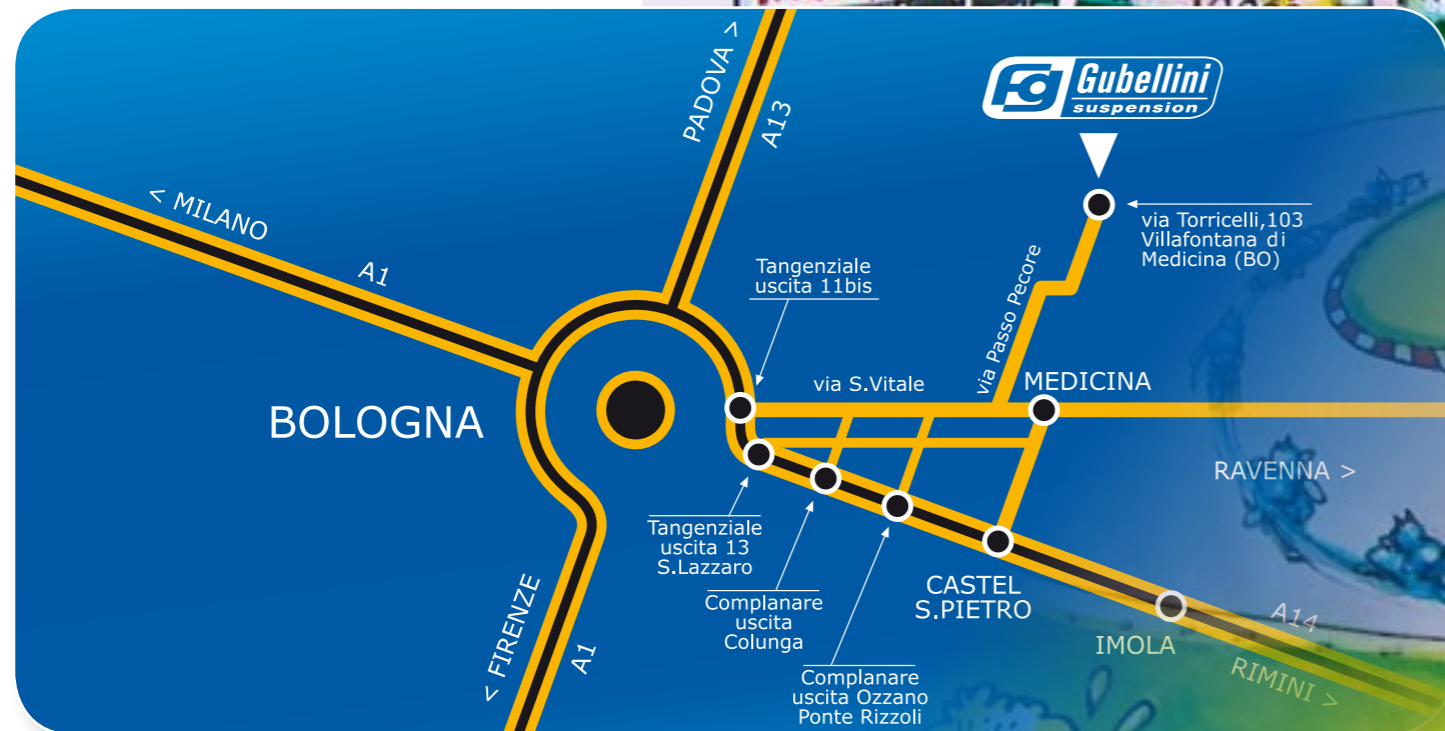 PADOVA >
A13
FG Gubellini
suspension
< MILANO
A1
via Torricelli,103
Villafontana di
Medicina (BO)
via Passo Pecore
Tangenziale
uscita 11bis
via S.Vitale
MEDICINA
BOLOGNA
RAVENNA >
Tangenziale
uscita 13
S.Lazzaro
Complanare
uscita
Colunga
Complanare
uscita Ozzano
Ponte Rizzoli
CASTEL
S.PIETRO
IMOLA
A14
RIMINI >
< FIRENZE
A1